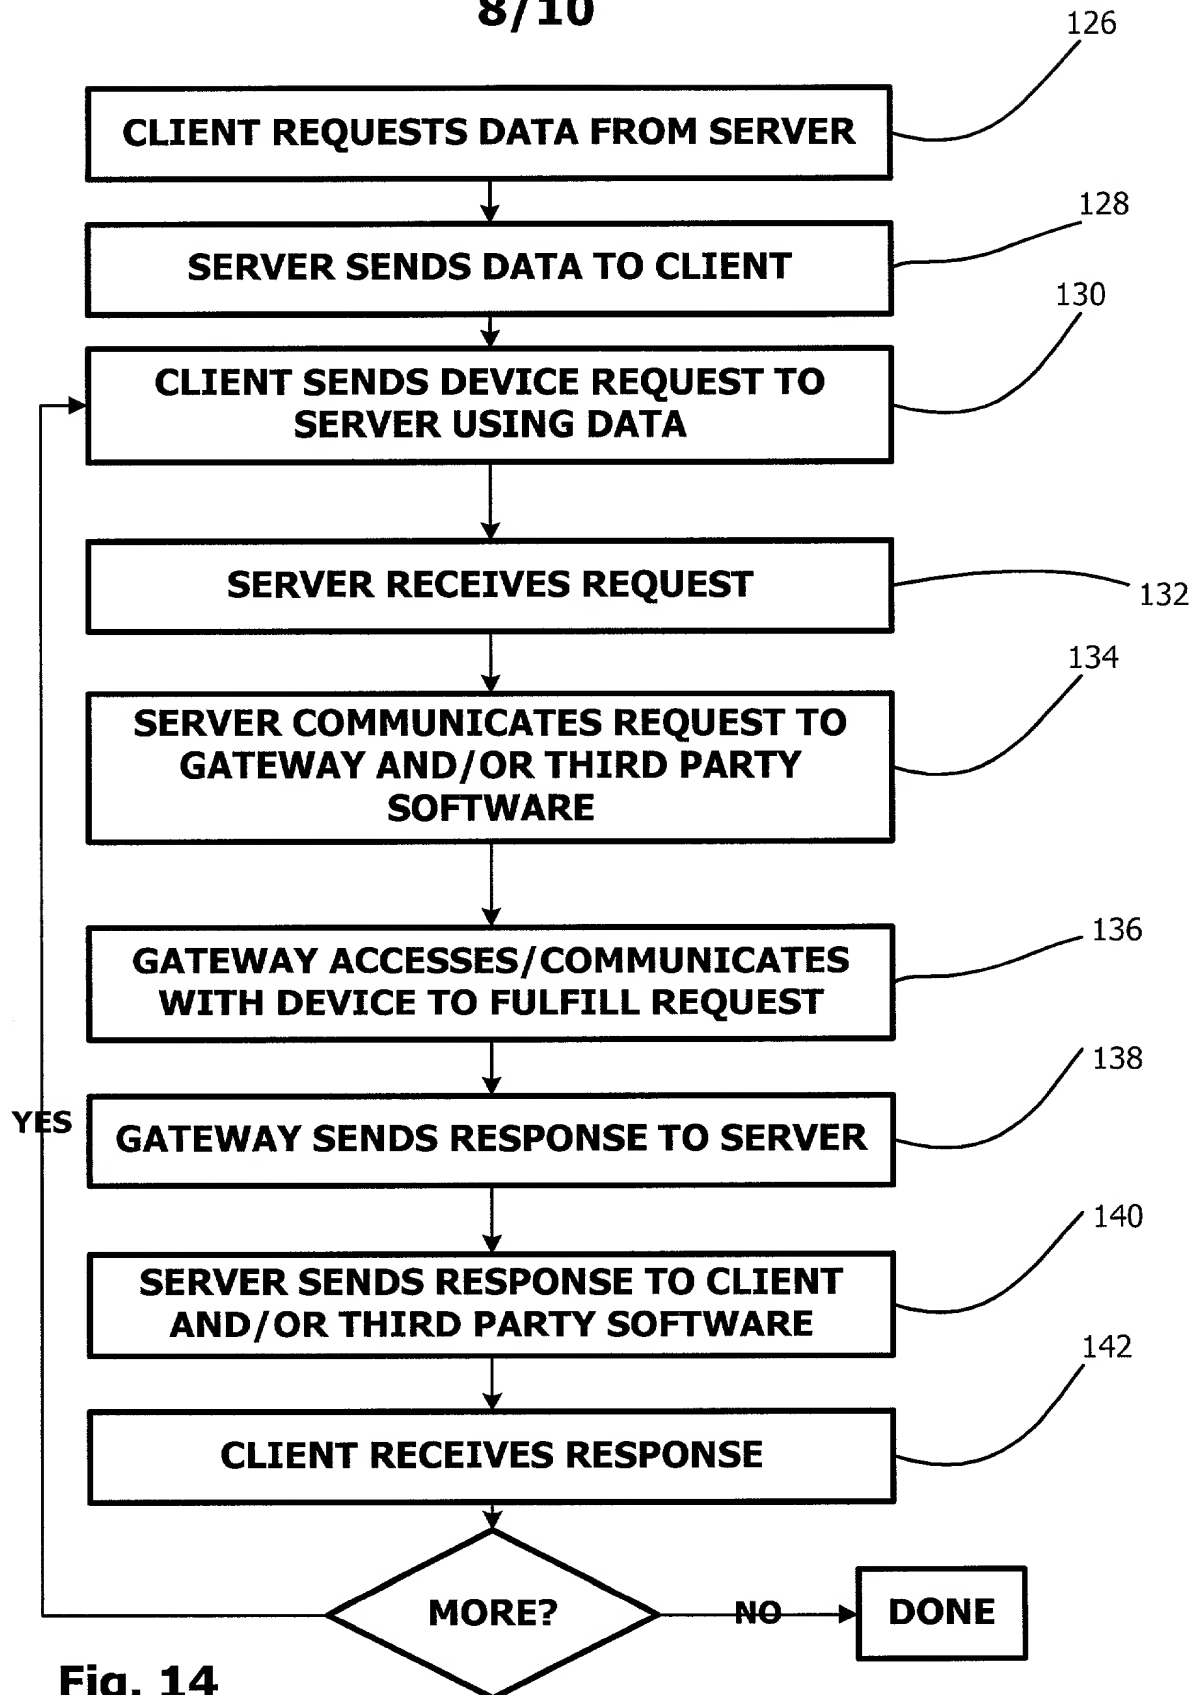 8/10
126
CLIENT REQUESTS DATA FROM SERVER
128
SERVER SENDS DATA TO CLIENT
130
CLIENT SENDS DEVICE REQUEST TO
SERVER USING DATA
SERVER RECEIVES REQUEST
132
134
SERVER COMMUNICATES REQUEST TO
GATEWAY AND/OR THIRD PARTY
SOFTWARE
136
GATEWAY ACCESSES/COMMUNICATES
WITH DEVICE TO FULFILL REQUEST
138
YES
GATEWAY SENDS RESPONSE TO SERVER
140
SERVER SENDS RESPONSE TO CLIENT
AND/OR THIRD PARTY SOFTWARE
142
CLIENT RECEIVES RESPONSE
MORE?
NO
DONE
Fig. 14